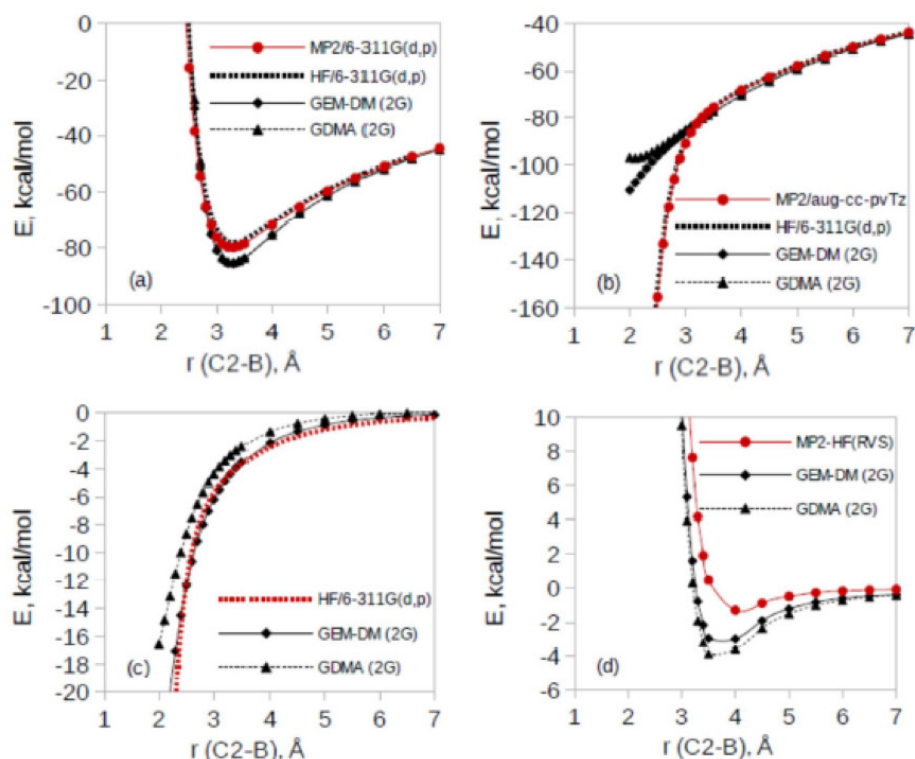 0
-20
-40
-60
-80
-100
E, kcal/mol
MP2/6-311G(d,p)
HF/6-311G(d,p)
GEM-DM (2G)
GDMA (2G)
(a)
1 2 3 4 5 6 7
r (C2-B), Å
-40
-60
-80
-100
-120
-140
-160
E, kcal/mol
MP2/aug-cc-pvTz
HF/6-311G(d,p)
GEM-DM (2G)
GDMA (2G)
(b)
1 2 3 4 5 6 7
r (C2-B), Å
0
-2
-4
-6
-8
-10
-12
-14
-16
-18
-20
E, kcal/mol
HF/6-311G(d,p)
GEM-DM (2G)
GDMA (2G)
(c)
1 2 3 4 5 6 7
r (C2-B), Å
10
8
6
4
2
0
-2
-4
-6
E, kcal/mol
MP2-HF(RVS)
GEM-DM (2G)
GDMA (2G)
(d)
1 2 3 4 5 6 7
r (C2-B), Å